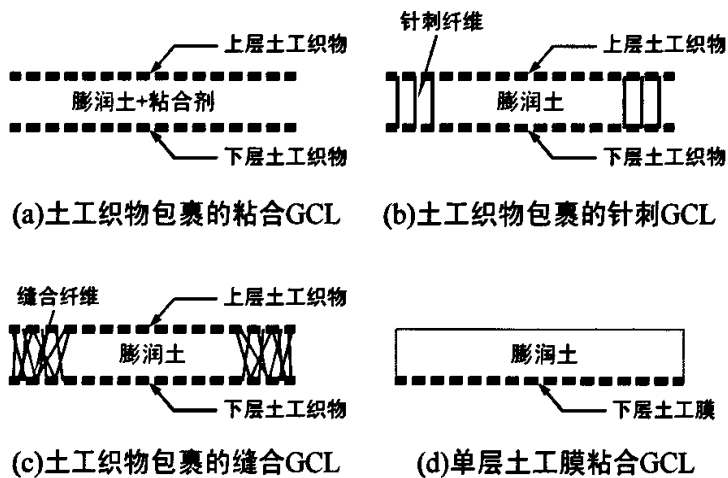 上层土工织物
膨润土+粘合剂
下层土工织物
(a)土工织物包裹的粘合GCL
针刺纤维
上层土工织物
膨润土
下层土工织物
(b)土工织物包裹的针刺GCL
缝合纤维
上层土工织物
膨润土
下层土工织物
(c)土工织物包裹的缝合GCL
膨润土
下层土工膜
(d)单层土工膜粘合GCL